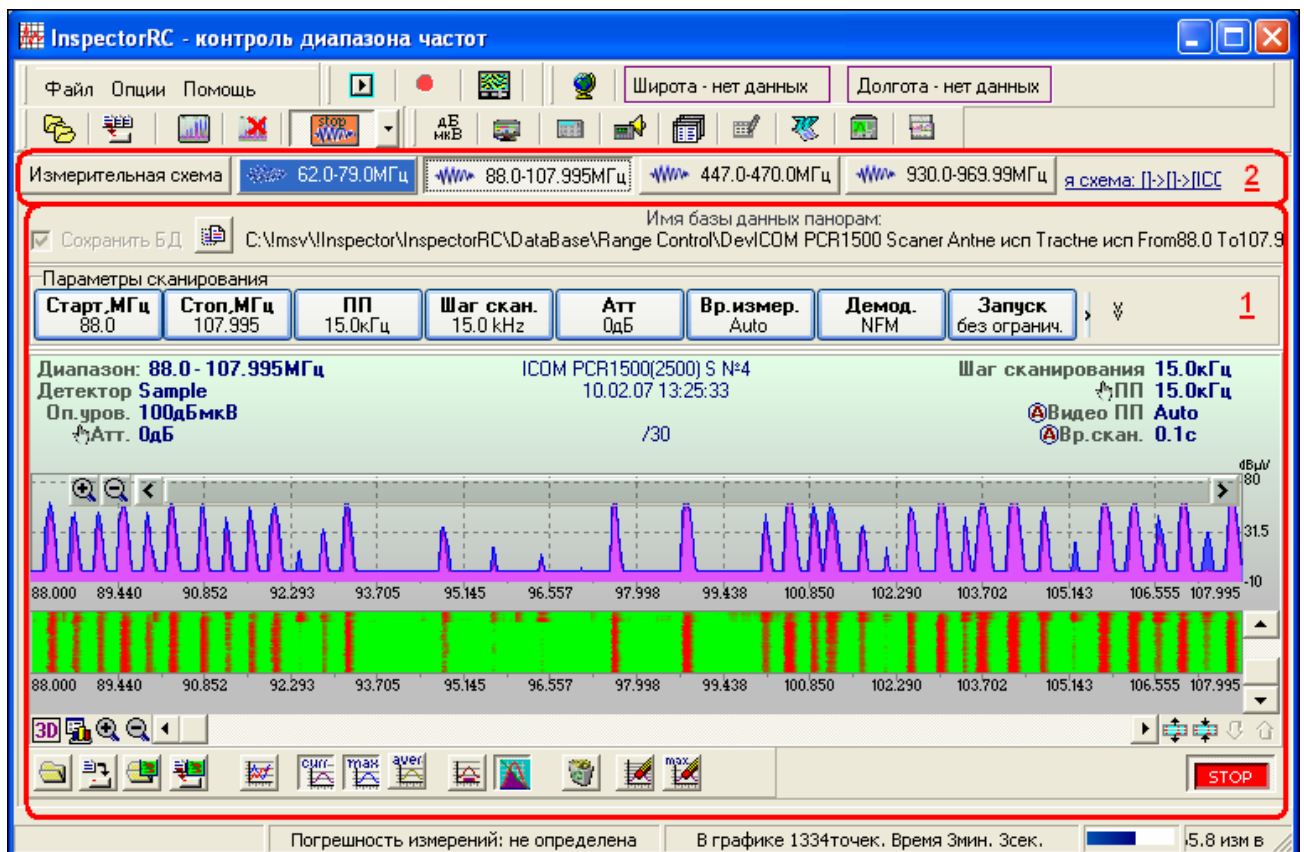 InspectorRC - контроль диапазона частот
Файл Опции Помощь
Широта - нет данных
Долгота - нет данных
stop
дБ
мкВ
Измерительная схема
62.0-79.0МГц
88.0-107.995МГц
447.0-470.0МГц
930.0-969.99МГц
я схема: []->[]->[ICC
2
Имя базы данных панорам:
Сохранить БД
C:\Imsv\!Inspector\InspectorRC\DataBase\Range Control\DevICOM PCR1500 Scaner Antне исп Tractне исп From88.0 To107.9
Параметры сканирования
Старт,МГц
88.0
Стоп,МГц
107.995
ПП
15.0кГц
Шаг скан.
15.0 kHz
Атт
0дБ
Вр.измер.
Auto
Демод.
NFM
Запуск
без огранич.
1
Диапазон: 88.0 - 107.995МГц
Детектор Sample
Оп.уров. 100дБмкВ
Атт. 0дБ
ICOM PCR1500(2500) S №4
10.02.07 13:25:33
/30
Шаг сканирования 15.0кГц
ПП 15.0кГц
A Видео ПП Auto
A Вр.скан. 0.1с
dBµV
80
31.5
-10
88.000 89.440 90.852 92.293 93.705 95.145 96.557 97.998 99.438 100.850 102.290 103.702 105.143 106.555 107.995
88.000 89.440 90.852 92.293 93.705 95.145 96.557 97.998 99.438 100.850 102.290 103.702 105.143 106.555 107.995
3D
curr-
max
aver
max
STOP
Погрешность измерений: не определена
В графике 1334точек. Время 3мин. 3сек.
5.8 изм в